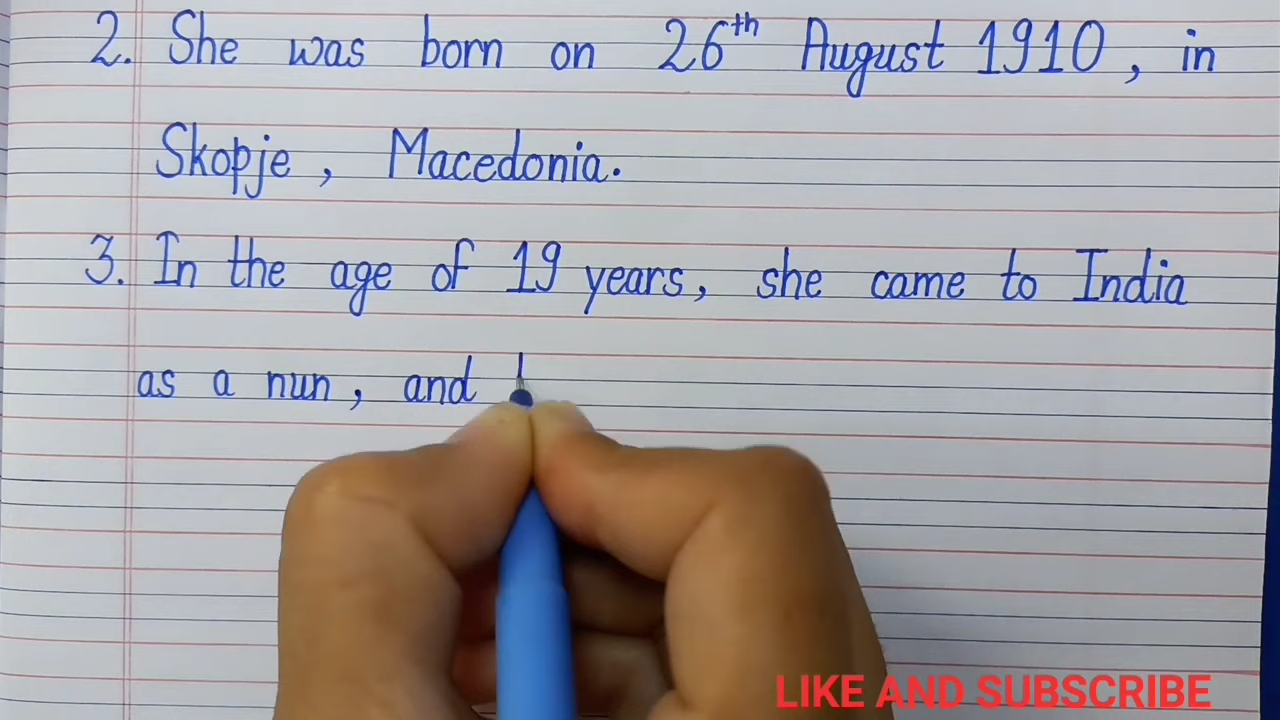 2. She was born on 26th August 1910, in
Skopje, Macedonia.
3. In the age of 19 years, she came to India
as a nun, and
LIKE AND SUBSCRIBE